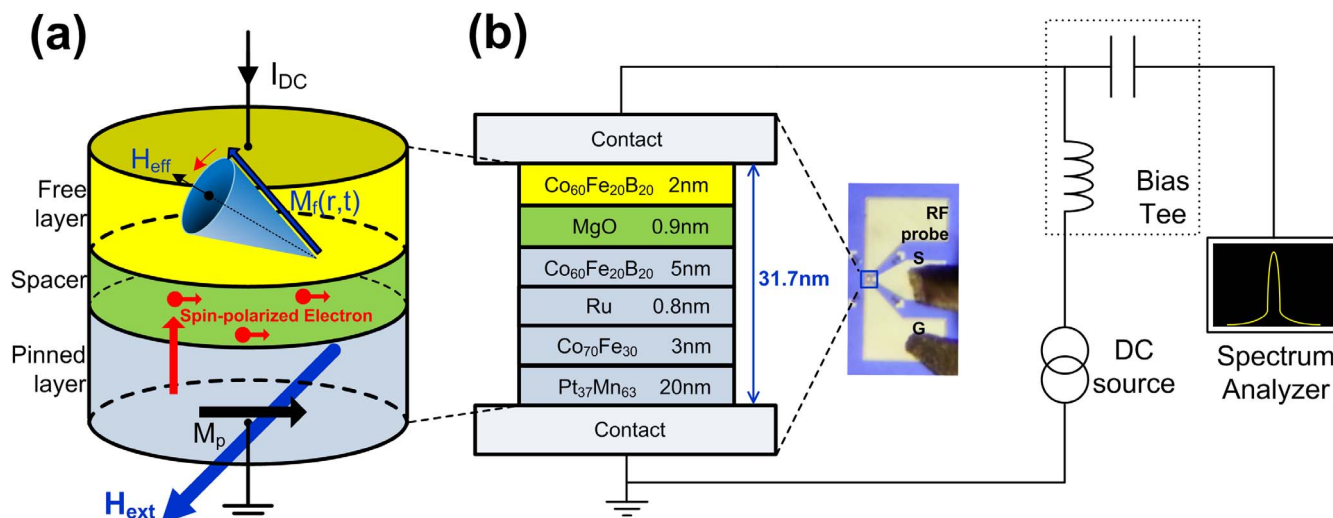 (a)
I_DC
H_eff
M_f(r,t)
Free
layer
Spacer
Spin-polarized Electron
Pinned
layer
M_p
H_ext
(b)
Contact
Co₆₀Fe₂₀B₂₀ 2nm
MgO 0.9nm
Co₆₀Fe₂₀B₂₀ 5nm
Ru 0.8nm
Co₇₀Fe₃₀ 3nm
Pt₃₇Mn₆₃ 20nm
Contact
31.7nm
RF
probe
S
G
Bias
Tee
DC
source
Spectrum
Analyzer